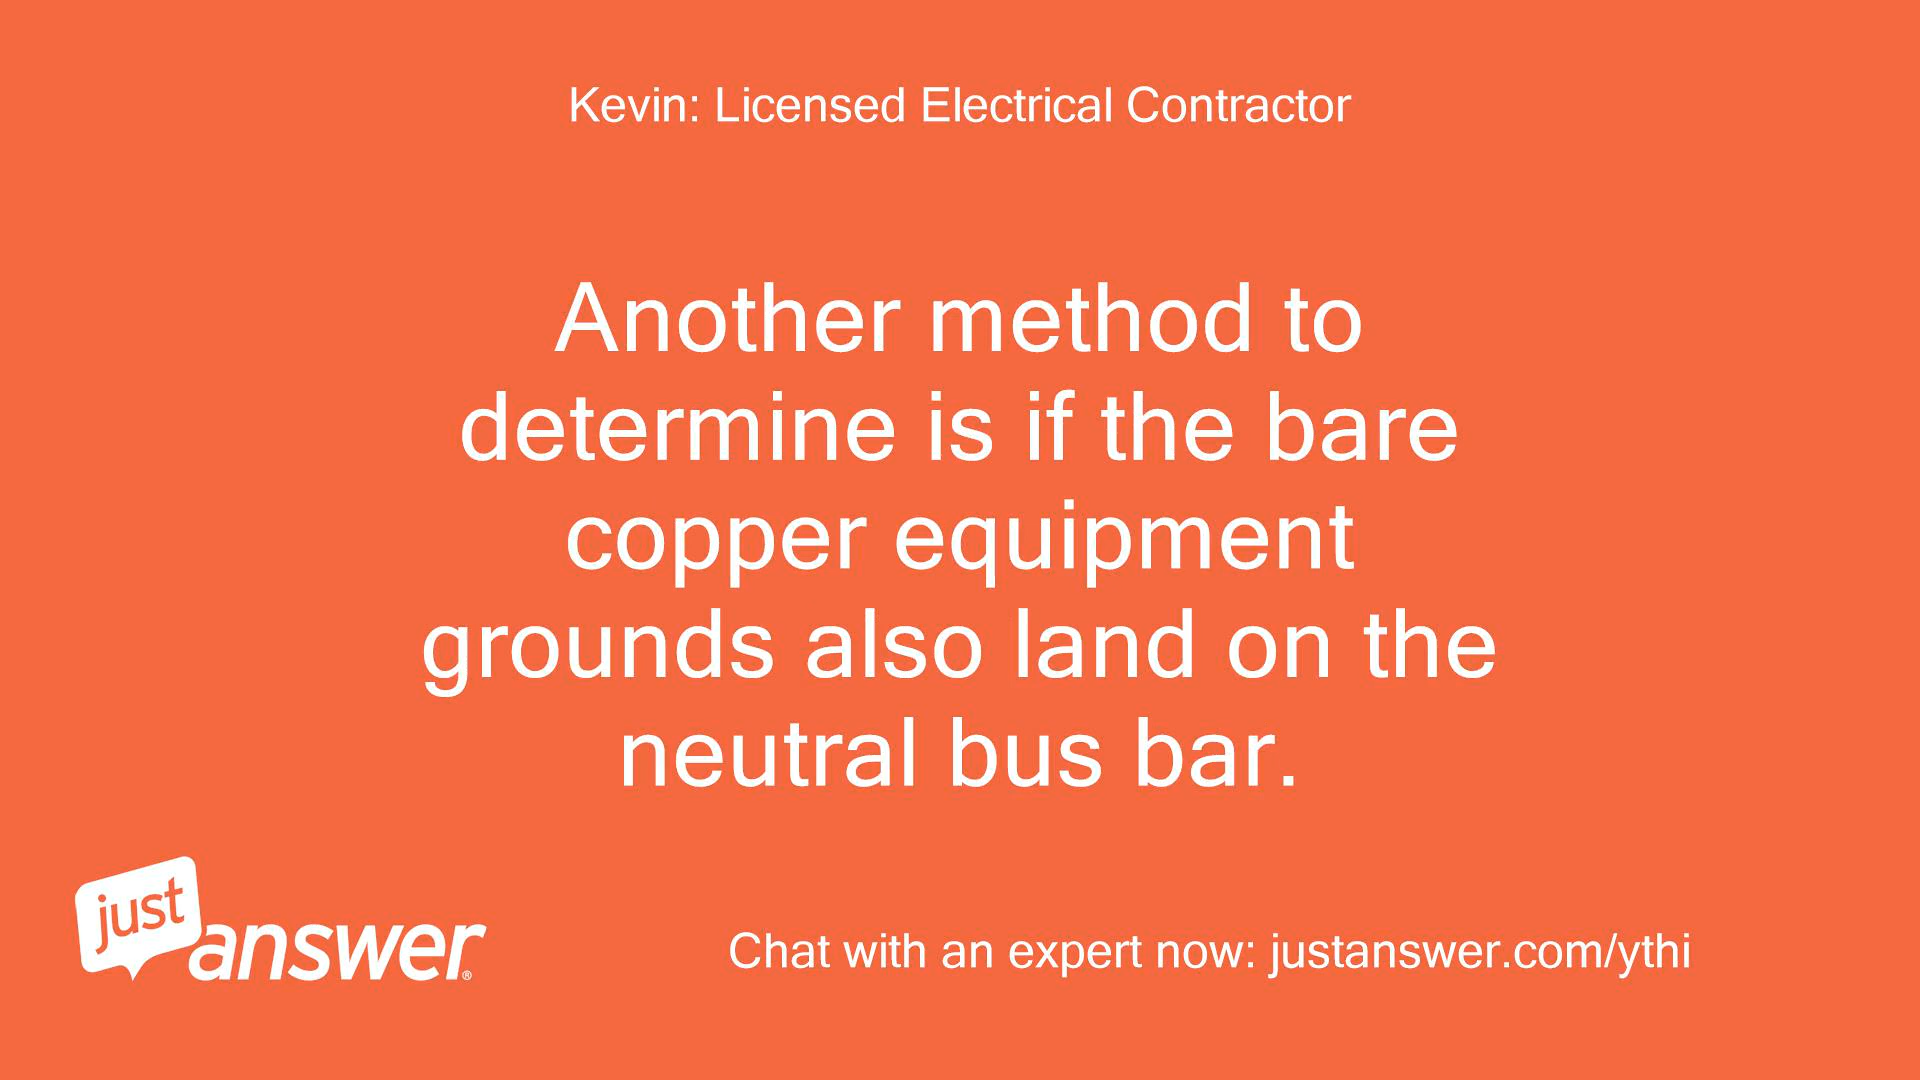 Kevin: Licensed Electrical Contractor
Another method to
determine is if the bare
copper equipment
grounds also land on the
neutral bus bar.
just
answer®
Chat with an expert now: justanswer.com/ythi